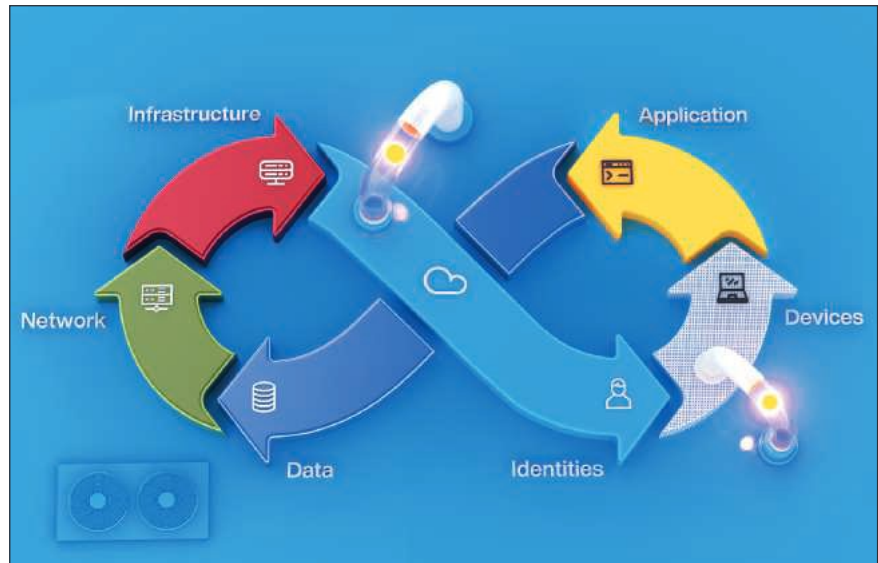 Infrastructure
Application
Network
Devices
Data
Identities